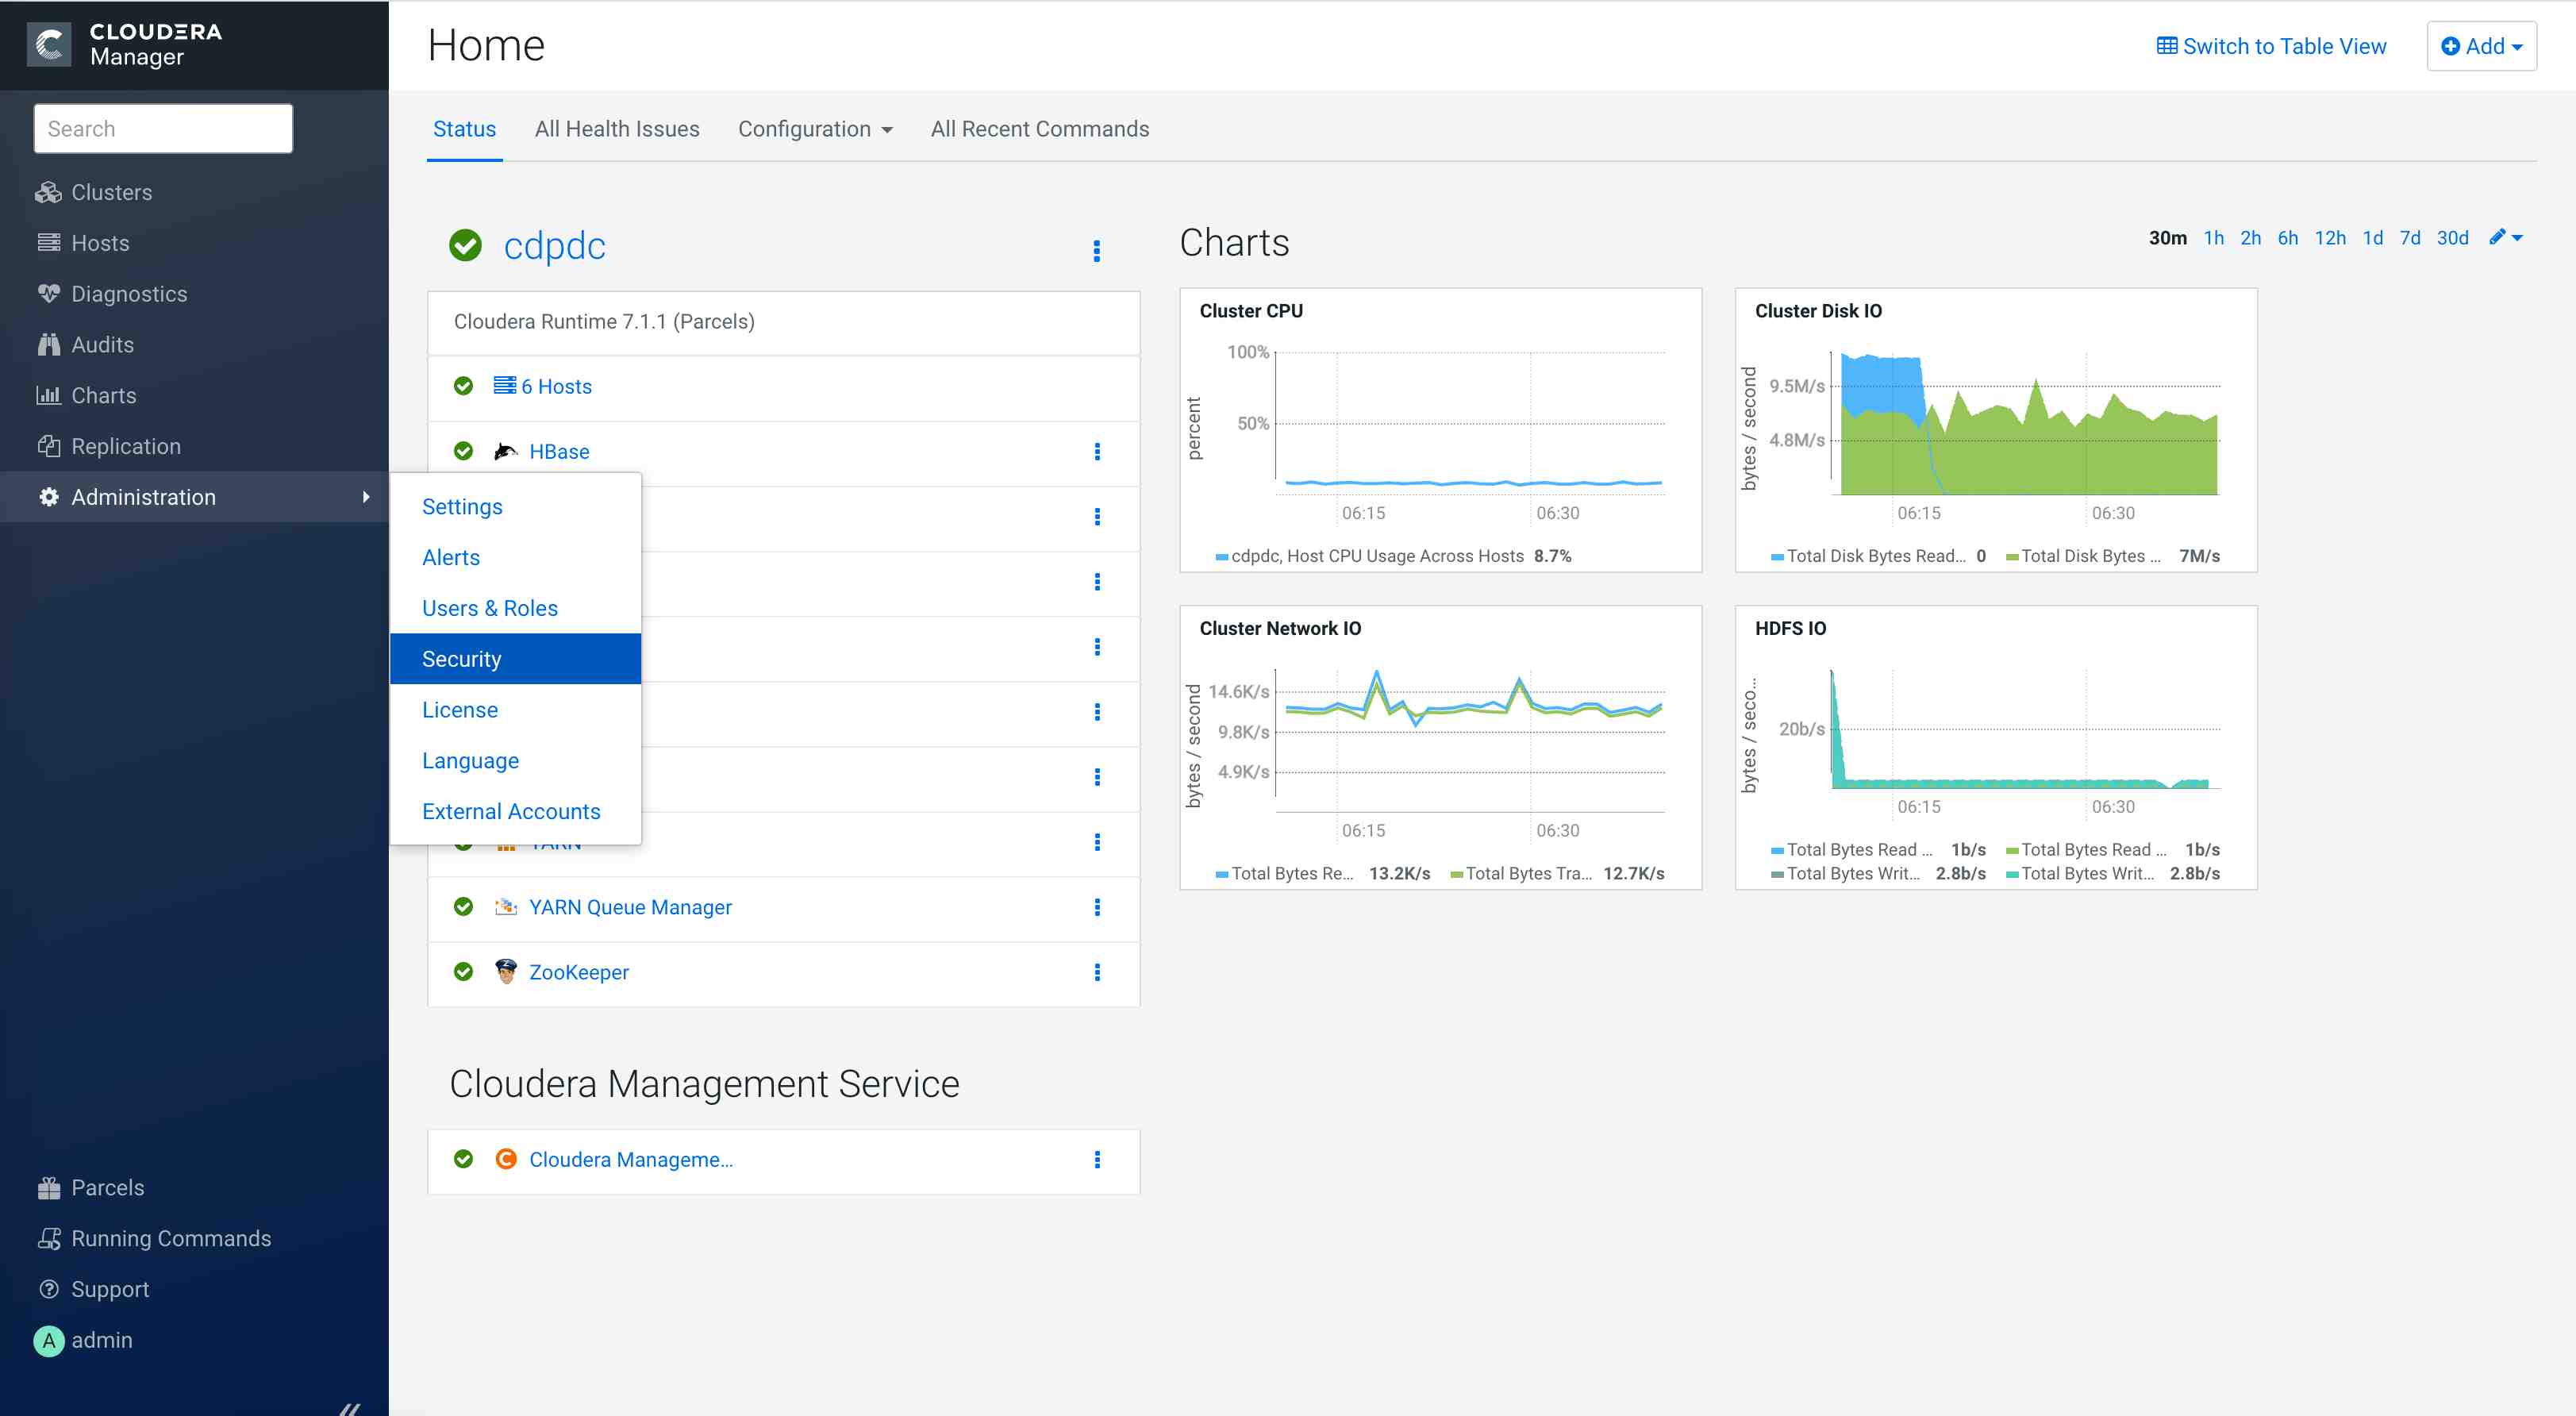 CLOUDERA
Manager
Search
Clusters
Hosts
Diagnostics
Audits
Charts
Replication
Administration
Settings
Alerts
Users & Roles
Security
License
Language
External Accounts
Parcels
Running Commands
Support
A admin
Home
Switch to Table View
Add
Status All Health Issues Configuration All Recent Commands
cdpdc
Cloudera Runtime 7.1.1 (Parcels)
6 Hosts
HBase
YARN
YARN Queue Manager
ZooKeeper
Cloudera Management Service
C Cloudera Manageme...
Charts
30m 1h 2h 6h 12h 1d 7d 30d
Cluster CPU
percent
100%
50%
06:15 06:30
cdpdc, Host CPU Usage Across Hosts 8.7%
Cluster Disk IO
bytes / second
9.5M/s
4.8M/s
06:15 06:30
Total Disk Bytes Read... 0 Total Disk Bytes ... 7M/s
Cluster Network IO
bytes / second
14.6K/s
9.8K/s
4.9K/s
06:15 06:30
Total Bytes Re... 13.2K/s Total Bytes Tra... 12.7K/s
HDFS IO
bytes / seco...
20b/s
06:15 06:30
Total Bytes Read ... 1b/s Total Bytes Read ... 1b/s
Total Bytes Writ... 2.8b/s Total Bytes Writ... 2.8b/s